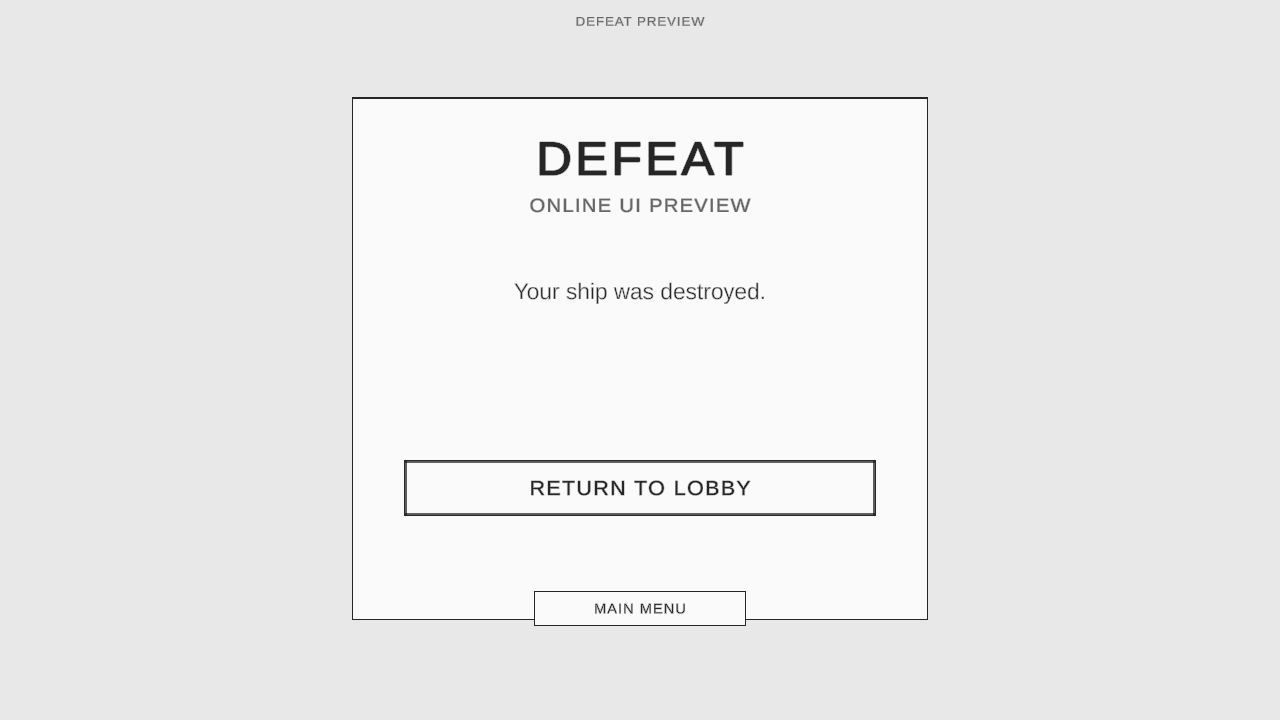 DEFEAT PREVIEW
DEFEAT
ONLINE UI PREVIEW
Your ship was destroyed.
RETURN TO LOBBY
MAIN MENU